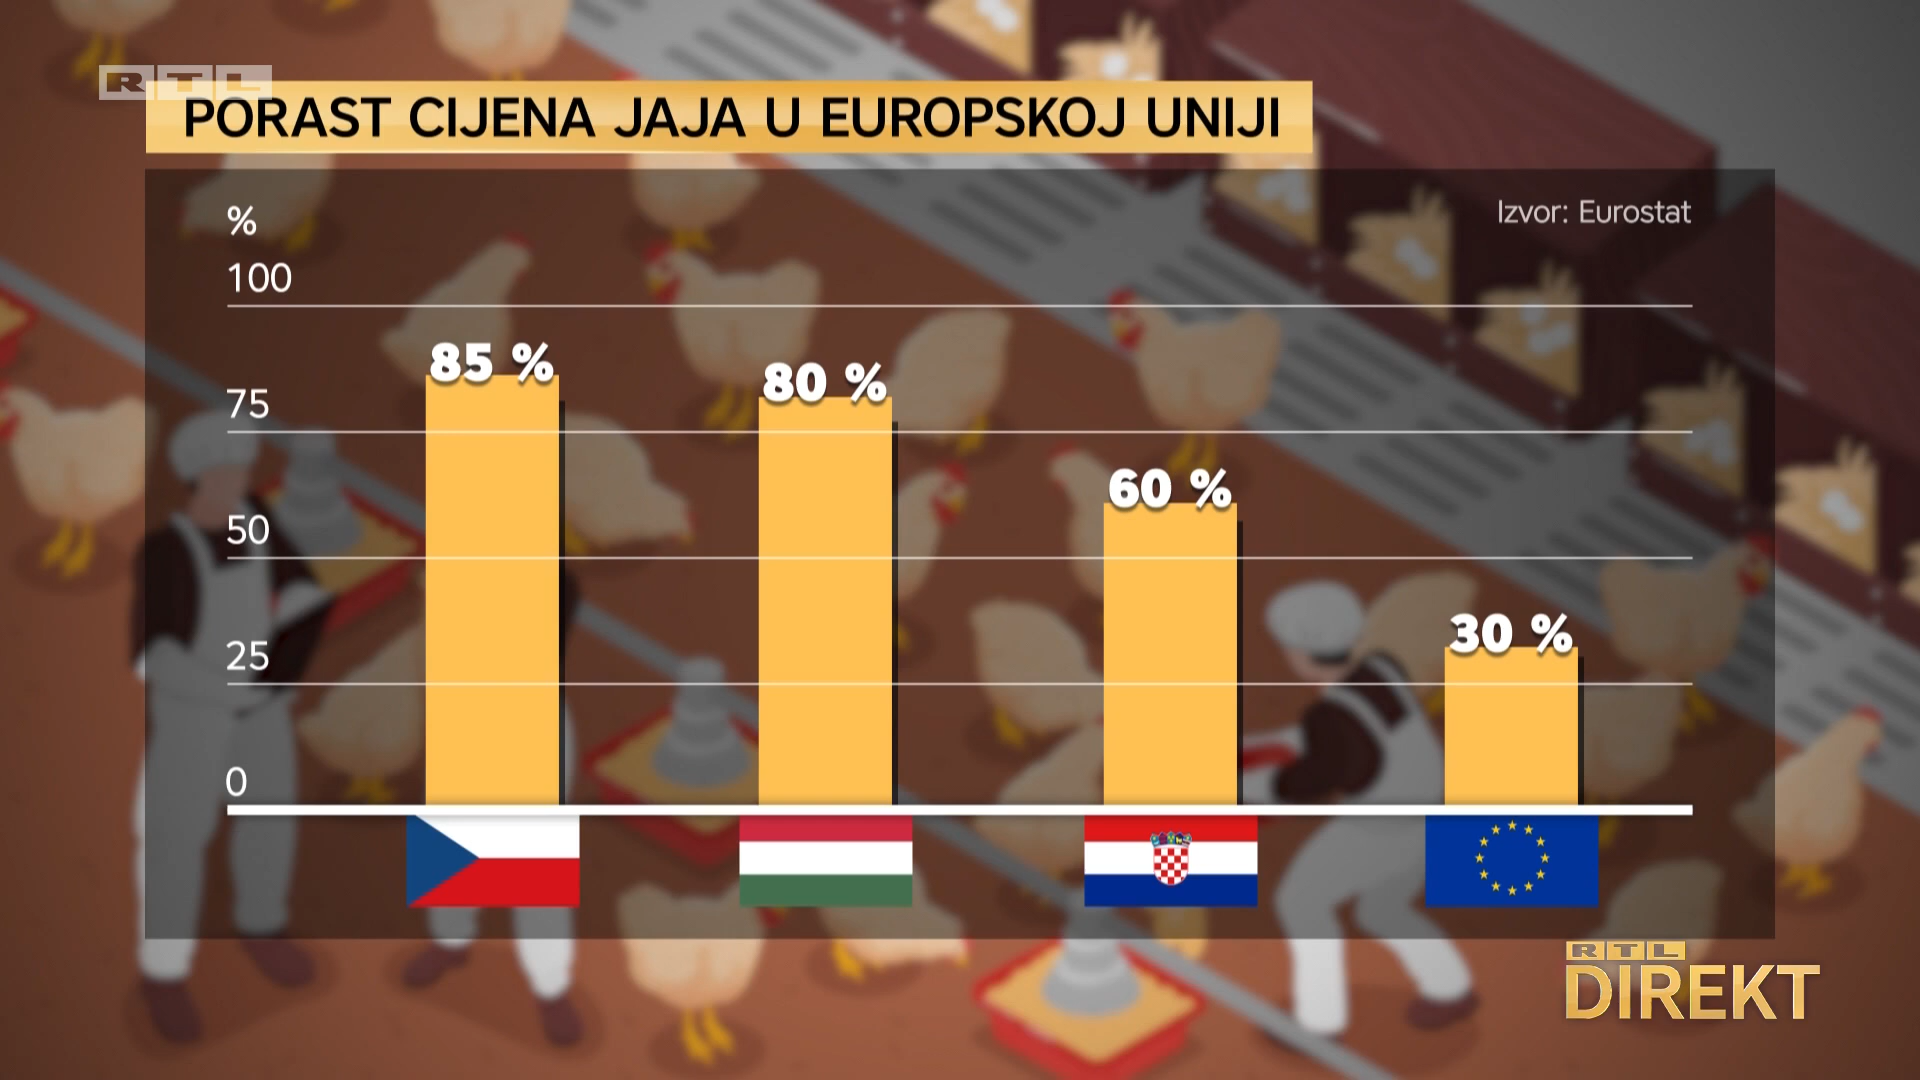 RTL
PORAST CIJENA JAJA U EUROPSKOJ UNIJI
%
Izvor: Eurostat
100
85 %
80 %
75
60 %
50
30 %
25
0
RTL
DIREKT